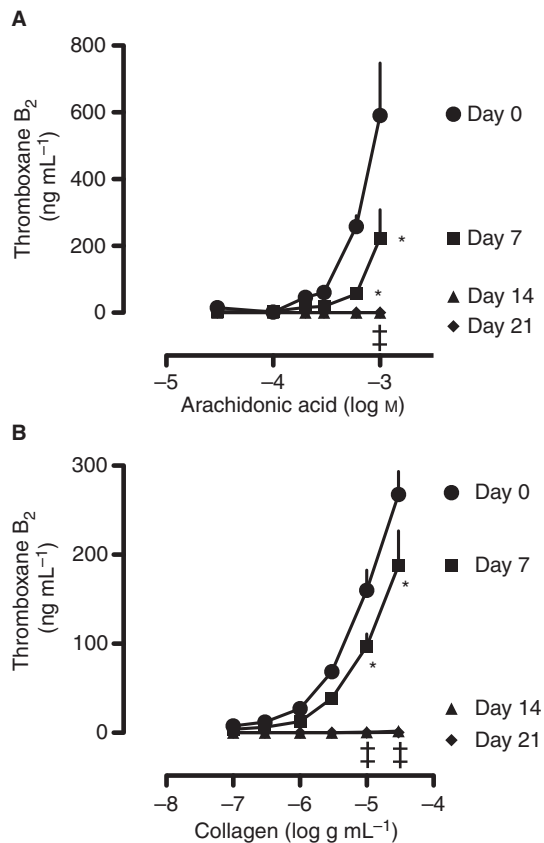 A
800
600
400
200
0
Thromboxane B₂
(ng mL⁻¹)
Day 0
Day 7
Day 14
Day 21
*
*
‡
–5
–4
–3
Arachidonic acid (log M)
B
300
200
100
0
Thromboxane B₂
(ng mL⁻¹)
Day 0
Day 7
Day 14
Day 21
*
*
‡ ‡
–8
–7
–6
–5
–4
Collagen (log g mL⁻¹)